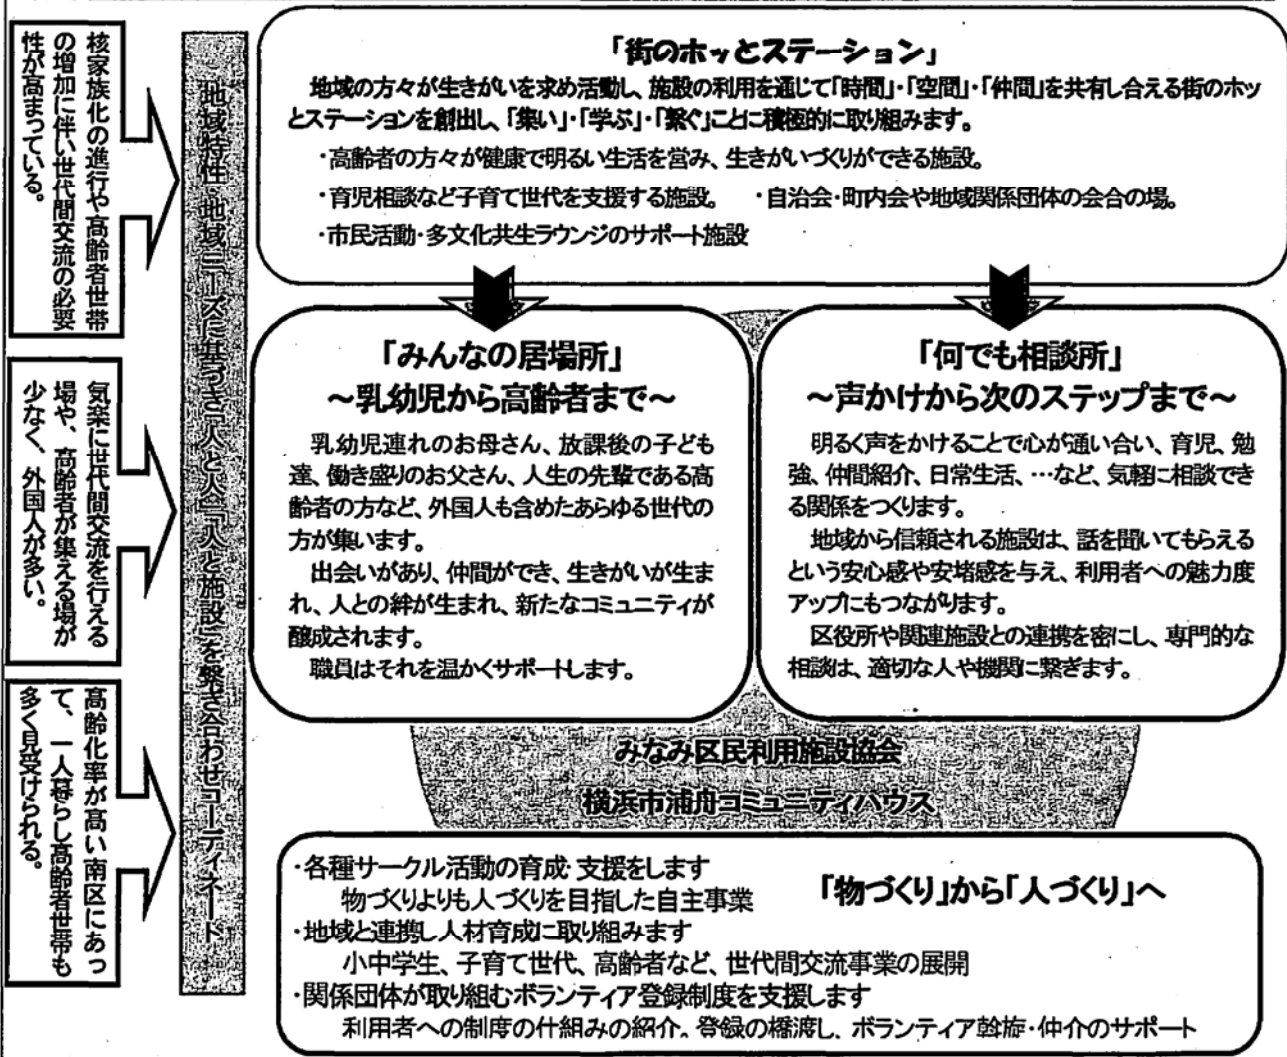 核家族化の進行や高齢者世帯
の増加に伴い世代間交流の必要
性が高まっている。
気楽に世代間交流を行える
場や、高齢者が集える場が
少なく、外国人が多い。
高齢化率が高い南区にあっ
て、一人暮らし高齢者世帯も
多く見受けられる。
地域特性・地域ニーズに基づき「人と人」「人と施設」を繋ぎ合わせコーディネート
「街のホッとステーション」
地域の方々が生きがいを求め活動し、施設の利用を通じて「時間」・「空間」・「仲間」を共有し合える街のホッ
とステーションを創出し、「集い」・「学ぶ」・「繋ぐ」ことに積極的に取り組みます。
・高齢者の方々が健康で明るい生活を営み、生きがいづくりができる施設。
・育児相談など子育て世代を支援する施設。 ・自治会・町内会や地域関係団体の会合の場。
・市民活動・多文化共生ラウンジのサポート施設
「みんなの居場所」
～乳幼児から高齢者まで～
乳幼児連れのお母さん、放課後の子ども
達、働き盛りのお父さん、人生の先輩である高
齢者の方など、外国人も含めたあらゆる世代の
方が集います。
出会いがあり、仲間ができ、生きがいが生ま
れ、人との絆が生まれ、新たなコミュニティが
醸成されます。
職員はそれを温かくサポートします。
「何でも相談所」
～声かけから次のステップまで～
明るく声をかけることで心が通い合い、育児、勉
強、仲間紹介、日常生活、…など、気軽に相談でき
る関係をつくります。
地域から信頼される施設は、話を聞いてもらえる
という安心感や安堵感を与え、利用者への魅力度
アップにもつながります。
区役所や関連施設との連携を密にし、専門的な
相談は、適切な人や機関に繋ぎます。
みなみ区民利用施設協会
横浜市浦舟コミュニティハウス
「物づくり」から「人づくり」へ
・各種サークル活動の育成・支援をします
物づくりよりも人づくりを目指した自主事業
・地域と連携し人材育成に取り組みます
小中学生、子育て世代、高齢者など、世代間交流事業の展開
・関係団体が取り組むボランティア登録制度を支援します
利用者への制度の仕組みの紹介、登録の橋渡し、ボランティア斡旋・仲介のサポート